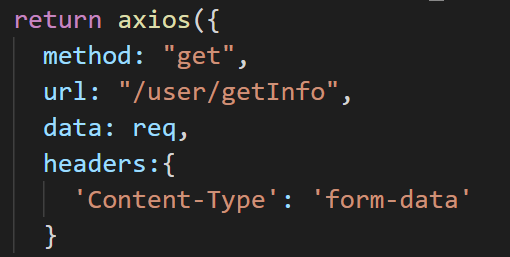 return axios({
method: "get",
url: "/user/getInfo",
data: req,
headers:{
'Content-Type': 'form-data'
}